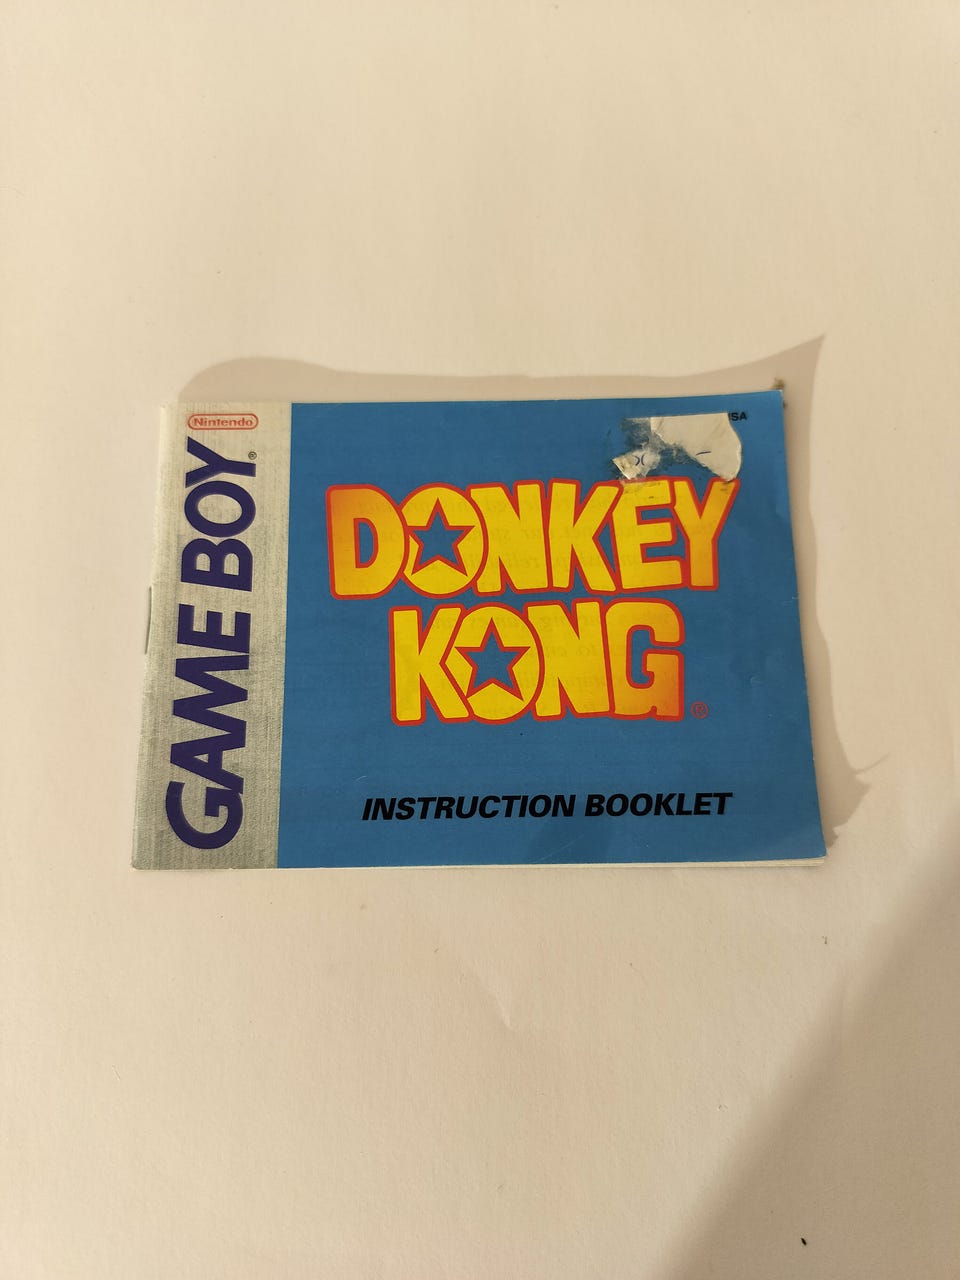 Nintendo
GAME BOY®
DONKEY
KONG®
INSTRUCTION BOOKLET